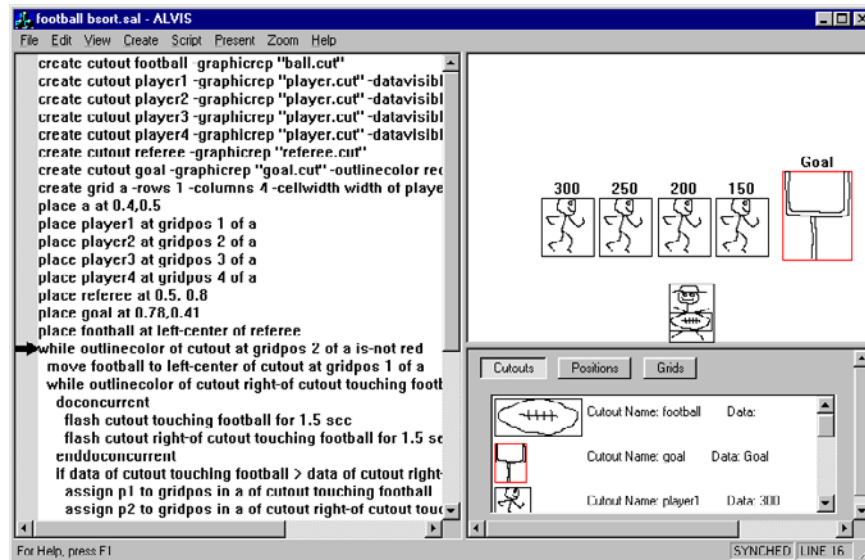 football bsort.sal - ALVIS
File Edit View Create Script Present Zoom Help
create cutout football -graphicrep "ball.cut"
create cutout player1 -graphicrep "player.cut" -datavisibl
create cutout player2 -graphicrep "player.cut" -datavisibl
create cutout player3 -graphicrep "player.cut" -datavisibl
create cutout player4 -graphicrep "player.cut" -datavisibl
create cutout referee -graphicrep "referee.cut"
create cutout goal -graphicrep "goal.cut" -outlinecolor rec
create grid a -rows 1 -columns 4 -cellwidth width of playe
place a at 0.4,0.5
place player1 at gridpos 1 of a
place player2 at gridpos 2 of a
place player3 at gridpos 3 of a
place player4 at gridpos 4 of a
place referee at 0.5, 0.8
place goal at 0.78,0.41
place football at left-center of referee
while outlinecolor of cutout at gridpos 2 of a is-not red
move football to left-center of cutout at gridpos 1 of a
while outlinecolor of cutout right-of cutout touching footb
doconcurrent
flash cutout touching football for 1.5 sec
flash cutout right-of cutout touching football for 1.5 se
enddoconcurrent
if data of cutout touching football > data of cutout right-
assign p1 to gridpos in a of cutout touching football
assign p2 to gridpos in a of cutout right-of cutout touc
Goal
300 250 200 150
Cutouts Positions Grids
Cutout Name: football Data:
Cutout Name: goal Data: Goal
Cutout Name: player1 Data: 300
For Help, press F1
SYNCHED LINE 16